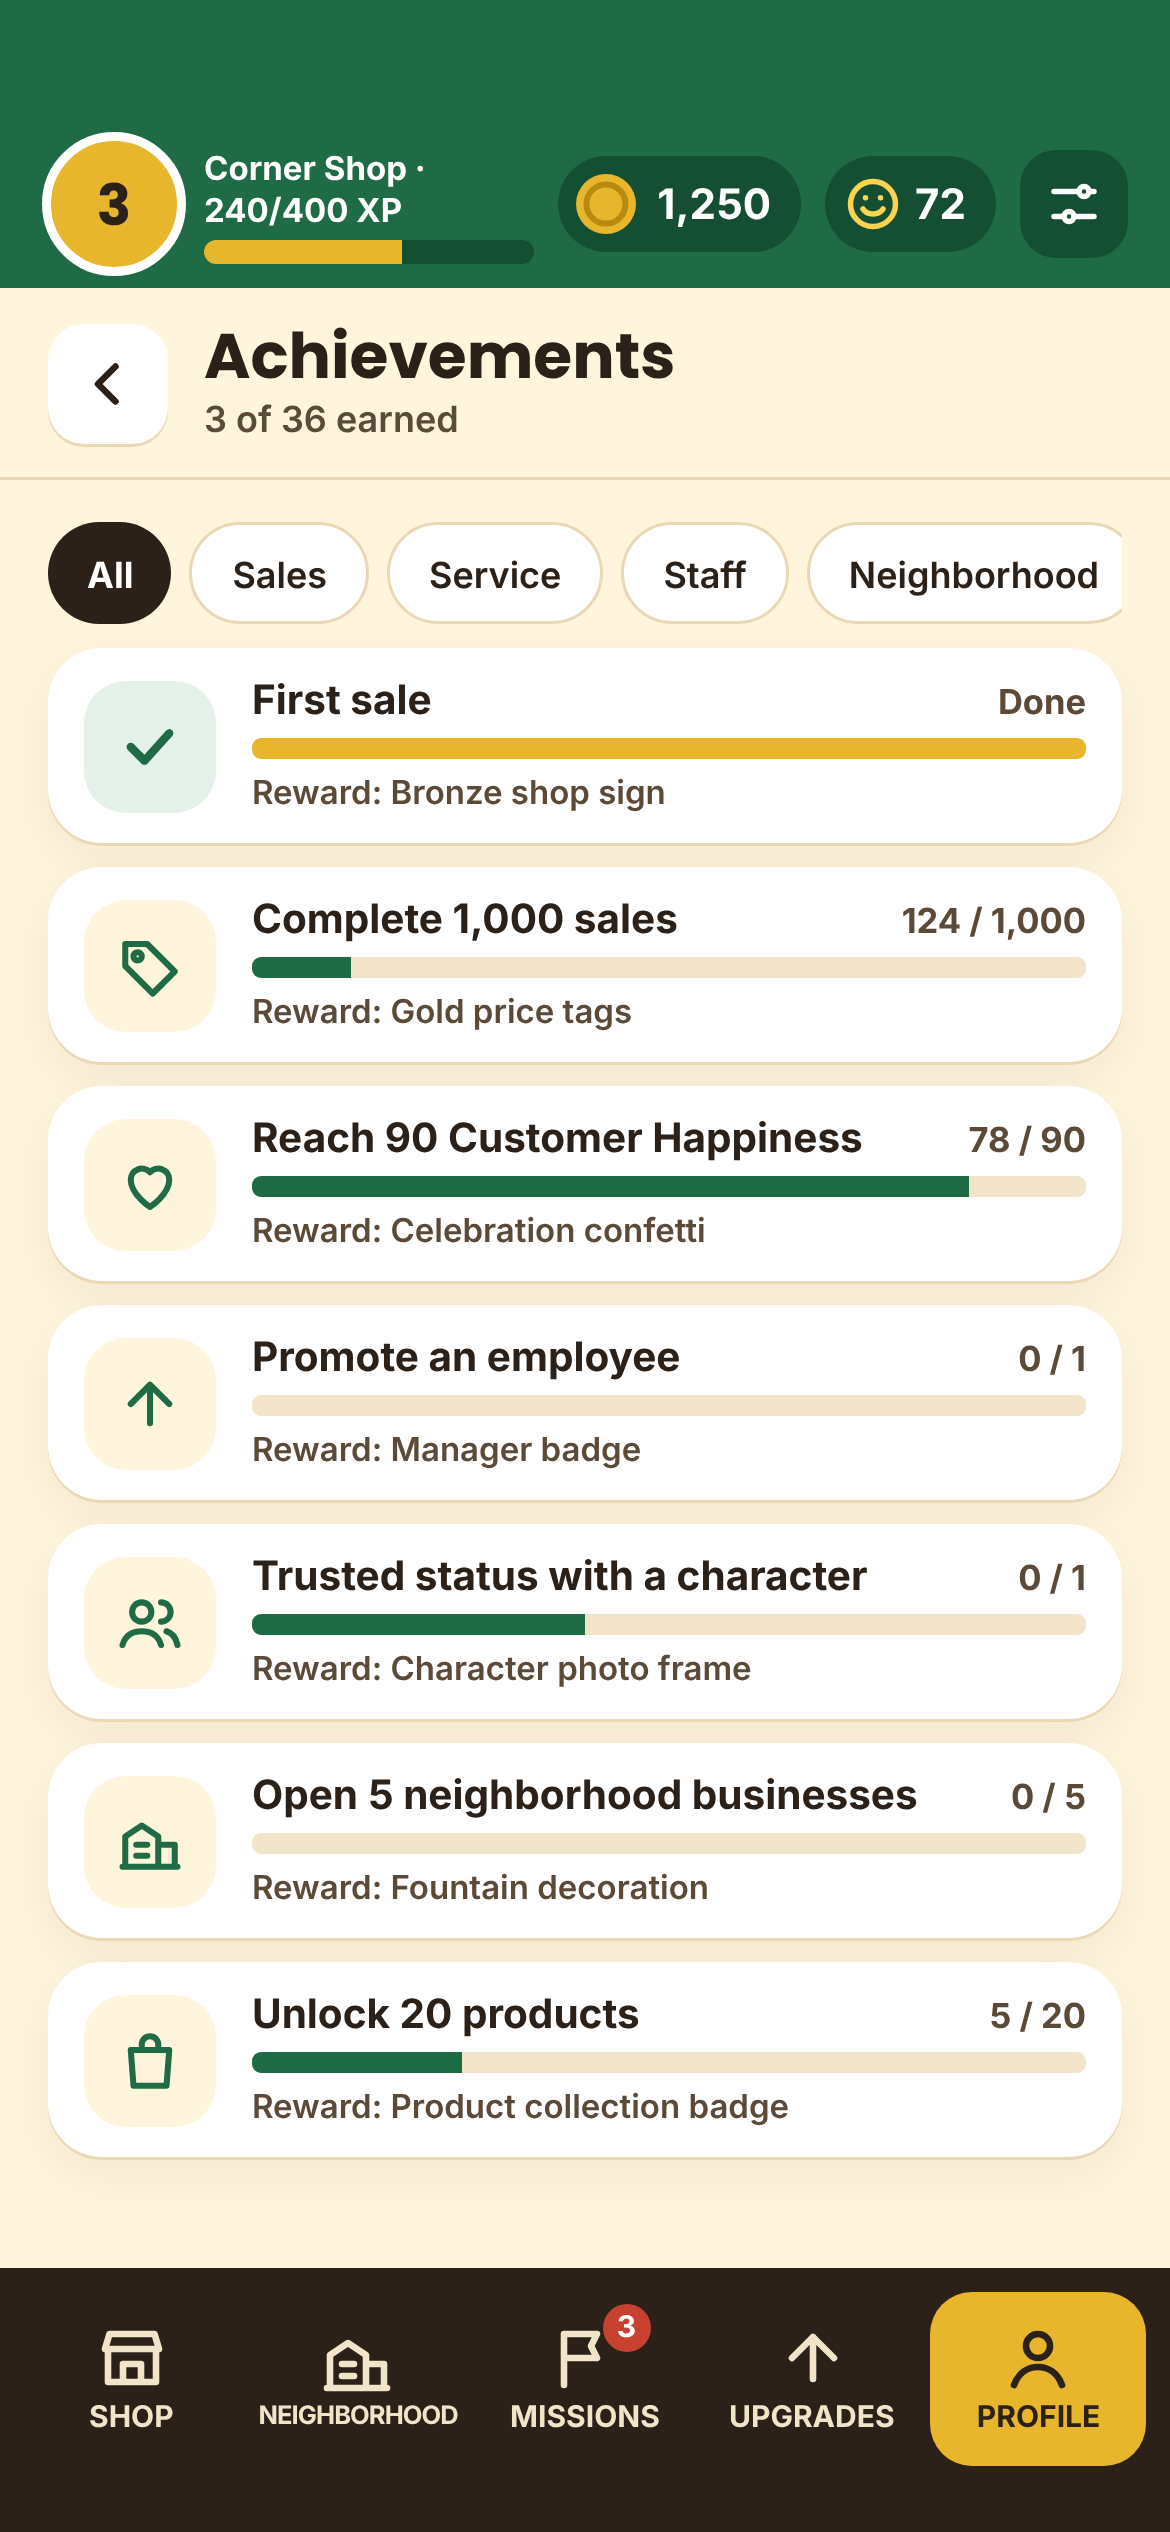 3
Corner Shop ·
240/400 XP
1,250
72
Achievements
3 of 36 earned
All
Sales
Service
Staff
Neighborhood
First sale
Done
Reward: Bronze shop sign
Complete 1,000 sales
124 / 1,000
Reward: Gold price tags
Reach 90 Customer Happiness
78 / 90
Reward: Celebration confetti
Promote an employee
0 / 1
Reward: Manager badge
Trusted status with a character
0 / 1
Reward: Character photo frame
Open 5 neighborhood businesses
0 / 5
Reward: Fountain decoration
Unlock 20 products
5 / 20
Reward: Product collection badge
3
SHOP
NEIGHBORHOOD
MISSIONS
UPGRADES
PROFILE